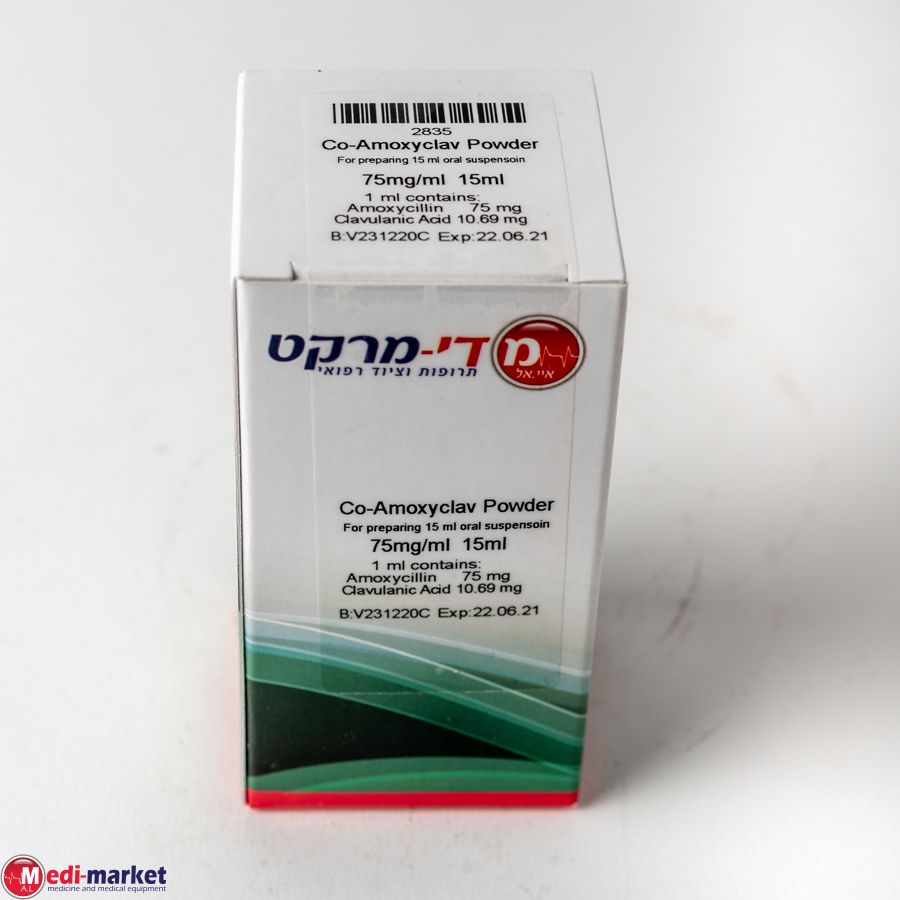 2835
Co-Amoxyclav Powder
For preparing 15 ml oral suspensoin
75mg/ml 15ml
1 ml contains:
Amoxycillin 75 mg
Clavulanic Acid 10.69 mg
B:V231220C Exp:22.06.21
מדי-מרקט
תרופות וציוד רפואי
איי.אל
Co-Amoxyclav Powder
For preparing 15 ml oral suspensoin
75mg/ml 15ml
1 ml contains:
Amoxycillin 75 mg
Clavulanic Acid 10.69 mg
B:V231220C Exp:22.06.21
Medi-market
A.L
medicine and medical equipment